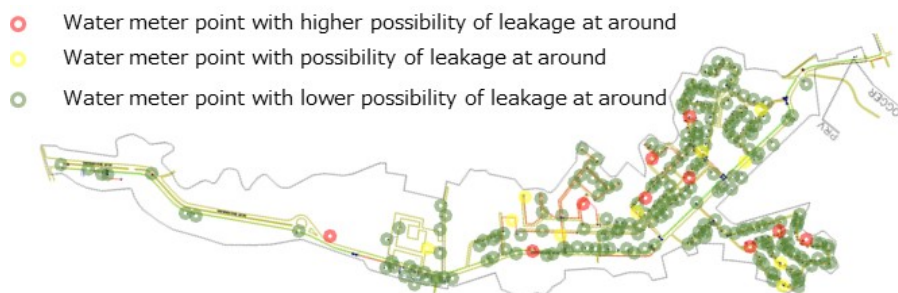 Water meter point with higher possibility of leakage at around
Water meter point with possibility of leakage at around
Water meter point with lower possibility of leakage at around
LOGGER
PRV